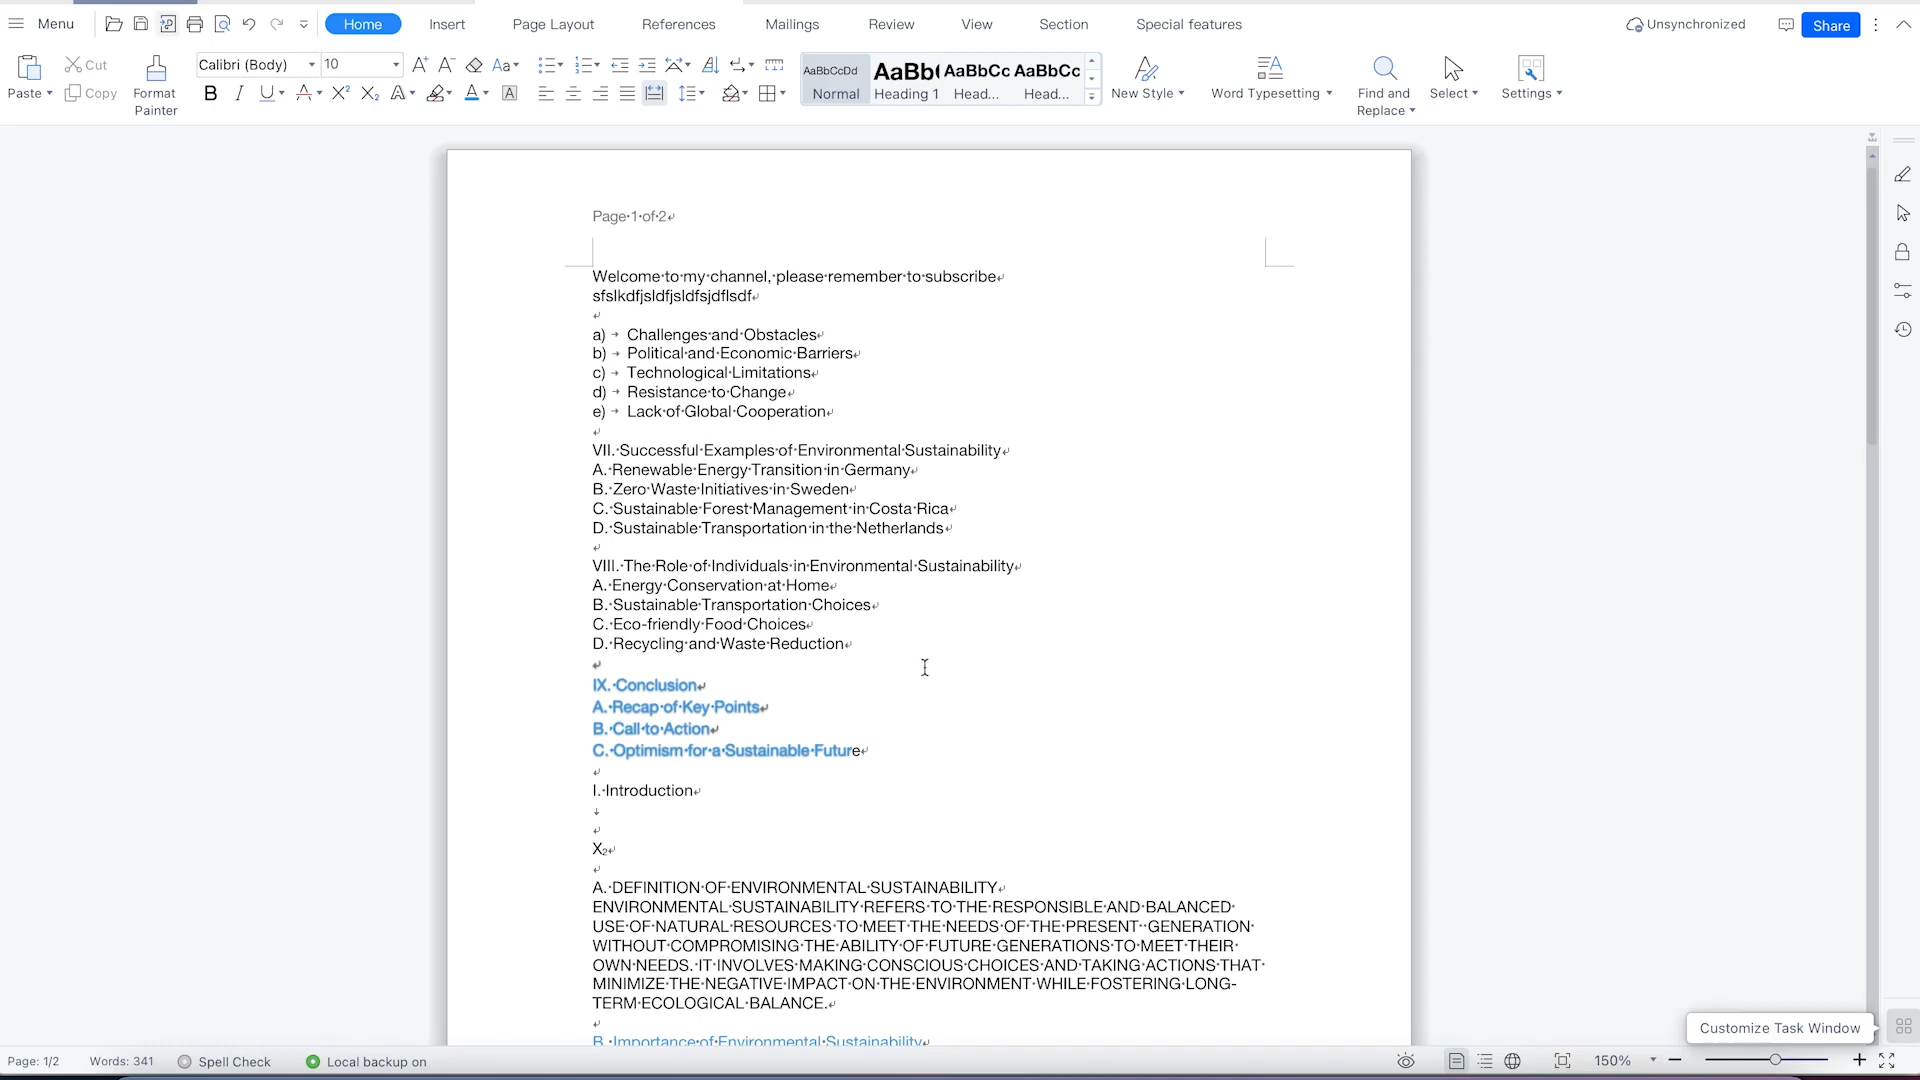 Menu
Home
Insert
Page Layout
References
Mailings
Review
View
Section
Special features
Unsynchronized
Share
Paste
Cut
Copy
Format
Painter
Calibri (Body)
10
AaBbCcDd
Normal
AaBb(
Heading 1
AaBbCc
Head...
AaBbCc
Head...
New Style
Word Typesetting
Find and
Replace
Select
Settings
Page 1 of 2
Welcome to my channel, please remember to subscribe
sfslkdfjsldfjsldfsjdflsdf
a) Challenges and Obstacles
b) Political and Economic Barriers
c) Technological Limitations
d) Resistance to Change
e) Lack of Global Cooperation
VII. Successful Examples of Environmental Sustainability
A. Renewable Energy Transition in Germany
B. Zero Waste Initiatives in Sweden
C. Sustainable Forest Management in Costa Rica
D. Sustainable Transportation in the Netherlands
VIII. The Role of Individuals in Environmental Sustainability
A. Energy Conservation at Home
B. Sustainable Transportation Choices
C. Eco-friendly Food Choices
D. Recycling and Waste Reduction
IX. Conclusion
A. Recap of Key Points
B. Call to Action
C. Optimism for a Sustainable Future
I. Introduction
X₂
A. DEFINITION OF ENVIRONMENTAL SUSTAINABILITY
ENVIRONMENTAL SUSTAINABILITY REFERS TO THE RESPONSIBLE AND BALANCED
USE OF NATURAL RESOURCES TO MEET THE NEEDS OF THE PRESENT  GENERATION
WITHOUT COMPROMISING THE ABILITY OF FUTURE GENERATIONS TO MEET THEIR
OWN NEEDS. IT INVOLVES MAKING CONSCIOUS CHOICES AND TAKING ACTIONS THAT
MINIMIZE THE NEGATIVE IMPACT ON THE ENVIRONMENT WHILE FOSTERING LONG-
TERM ECOLOGICAL BALANCE.
B. Importance of Environmental Sustainability
Customize Task Window
Page: 1/2
Words: 341
Spell Check
Local backup on
150%